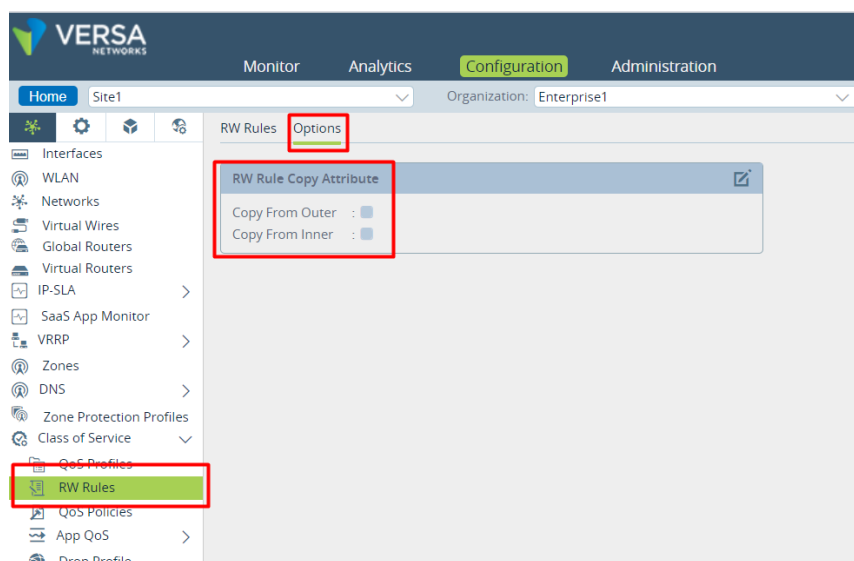 VERSA
NETWORKS
Monitor Analytics Configuration Administration
Home Site1 Organization: Enterprise1
RW Rules Options
Interfaces
WLAN
Networks
Virtual Wires
Global Routers
Virtual Routers
IP-SLA
SaaS App Monitor
VRRP
Zones
DNS
Zone Protection Profiles
Class of Service
QoS Profiles
RW Rules
QoS Policies
App QoS
Drop Profile
RW Rule Copy Attribute
Copy From Outer :
Copy From Inner :